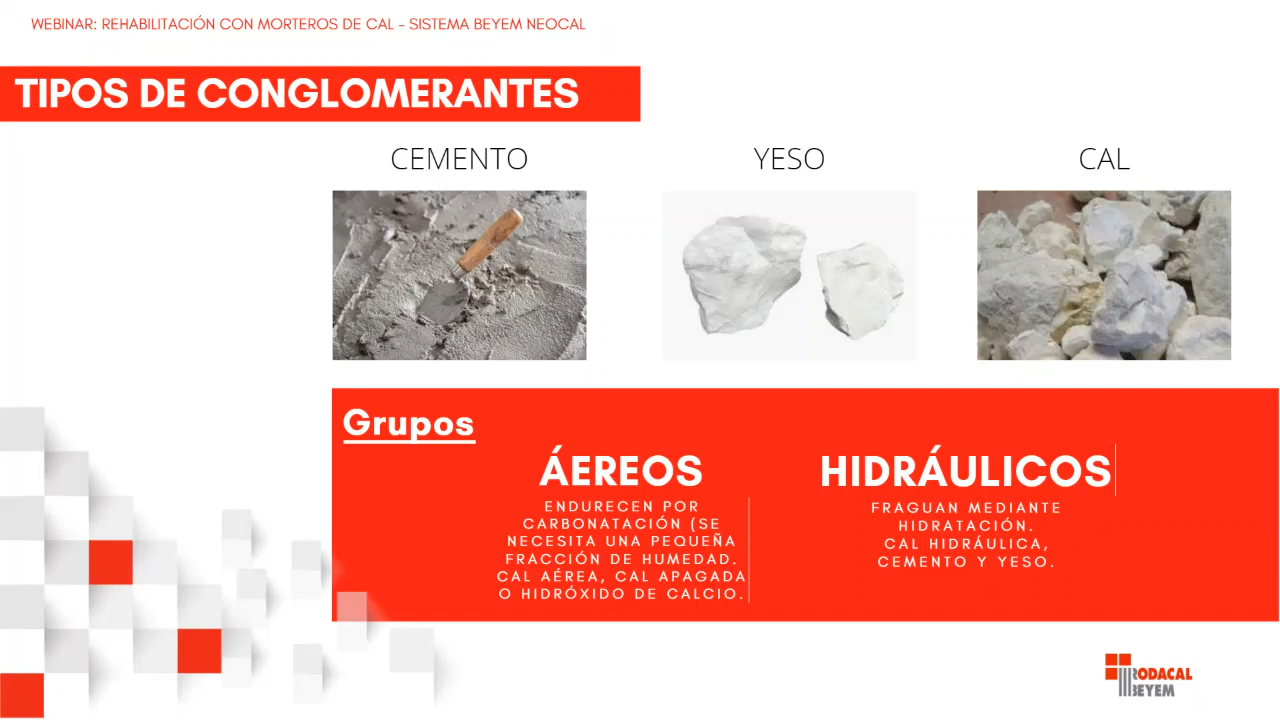 WEBINAR: REHABILITACIÓN CON MORTEROS DE CAL - SISTEMA BEYEM NEOCAL
TIPOS DE CONGLOMERANTES
CEMENTO
YESO
CAL
Grupos
ÁEREOS
ENDURECEN POR
CARBONATACIÓN (SE
NECESITA UNA PEQUEÑA
FRACCIÓN DE HUMEDAD.
CAL AÉREA, CAL APAGADA
O HIDRÓXIDO DE CALCIO.
HIDRÁULICOS
FRAGUAN MEDIANTE
HIDRATACIÓN.
CAL HIDRÁULICA,
CEMENTO Y YESO.
RODACAL
BEYEM